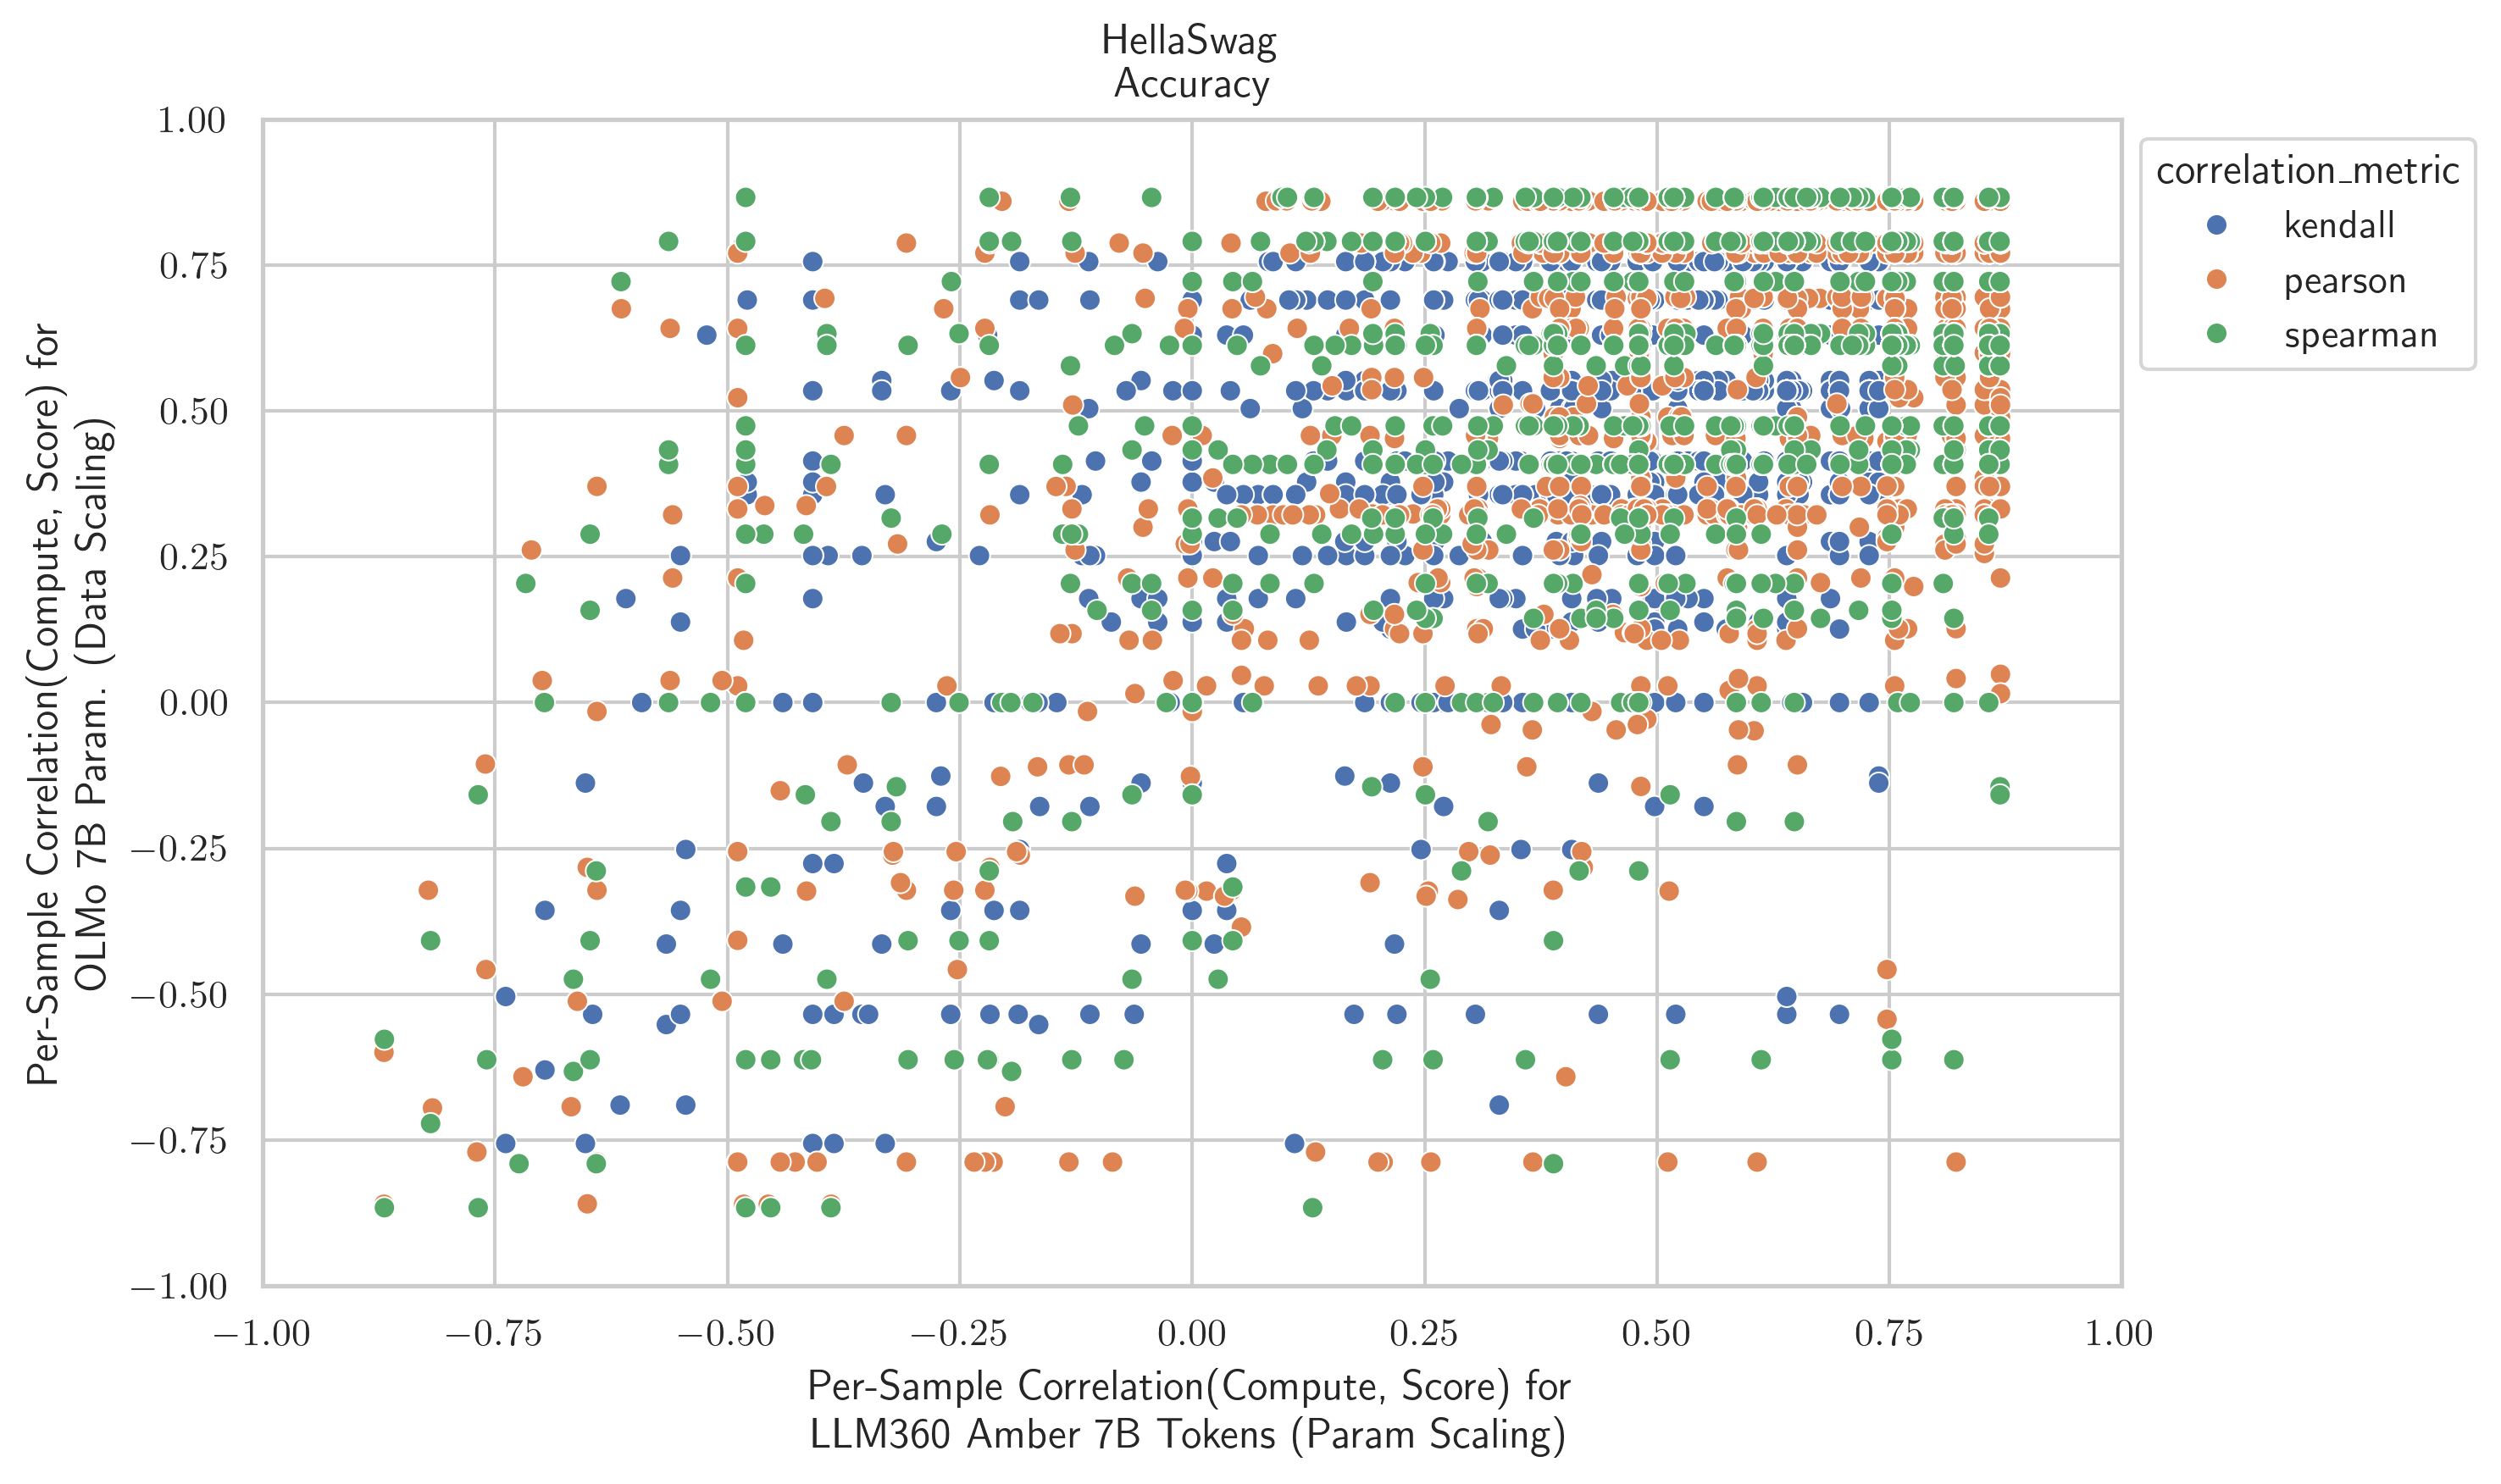 HellaSwag
Accuracy
1.00
0.75
0.50
0.25
0.00
−0.25
−0.50
−0.75
−1.00
Per-Sample Correlation(Compute, Score) for
OLMo 7B Param. (Data Scaling)
−1.00
−0.75
−0.50
−0.25
0.00
0.25
0.50
0.75
1.00
Per-Sample Correlation(Compute, Score) for
LLM360 Amber 7B Tokens (Param Scaling)
correlation_metric
kendall
pearson
spearman